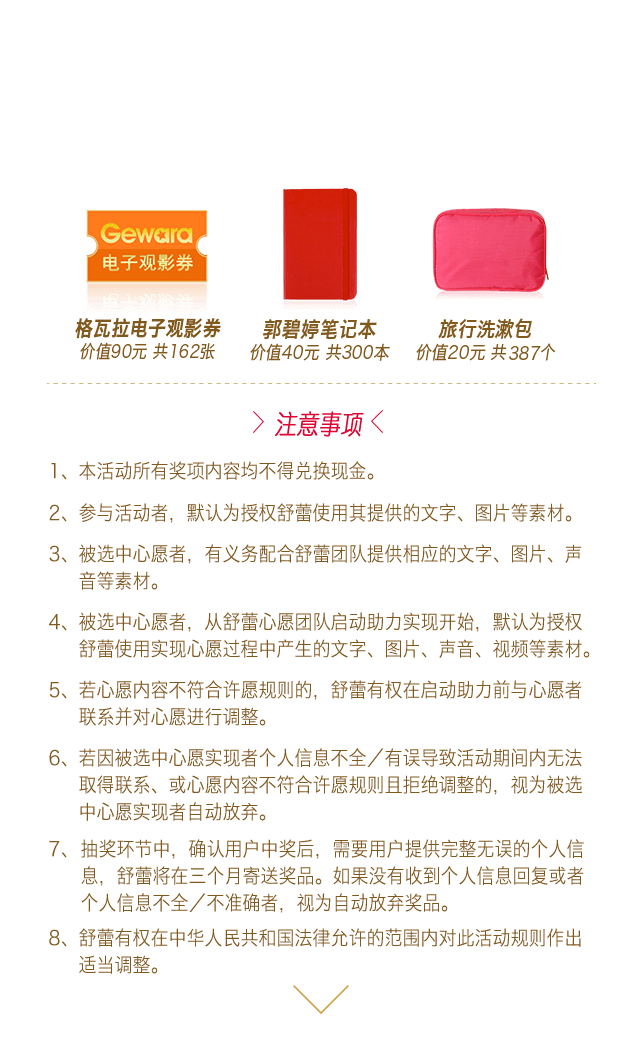 Gewara
电子观影券
格瓦拉电子观影券 郭碧婷笔记本 旅行洗漱包
价值90元 共162张 价值40元 共300本 价值20元 共387个
注意事项
1、本活动所有奖项内容均不得兑换现金。
2、参与活动者，默认为授权舒蕾使用其提供的文字、图片等素材。
3、被选中心愿者，有义务配合舒蕾团队提供相应的文字、图片、声
音等素材。
4、被选中心愿者，从舒蕾心愿团队启动助力实现开始，默认为授权
舒蕾使用实现心愿过程中产生的文字、图片、声音、视频等素材。
5、若心愿内容不符合许愿规则的，舒蕾有权在启动助力前与心愿者
联系并对心愿进行调整。
6、若因被选中心愿实现者个人信息不全／有误导致活动期间内无法
取得联系、或心愿内容不符合许愿规则且拒绝调整的，视为被选
中心愿实现者自动放弃。
7、抽奖环节中，确认用户中奖后，需要用户提供完整无误的个人信
息，舒蕾将在三个月寄送奖品。如果没有收到个人信息回复或者
个人信息不全／不准确者，视为自动放弃奖品。
8、舒蕾有权在中华人民共和国法律允许的范围内对此活动规则作出
适当调整。